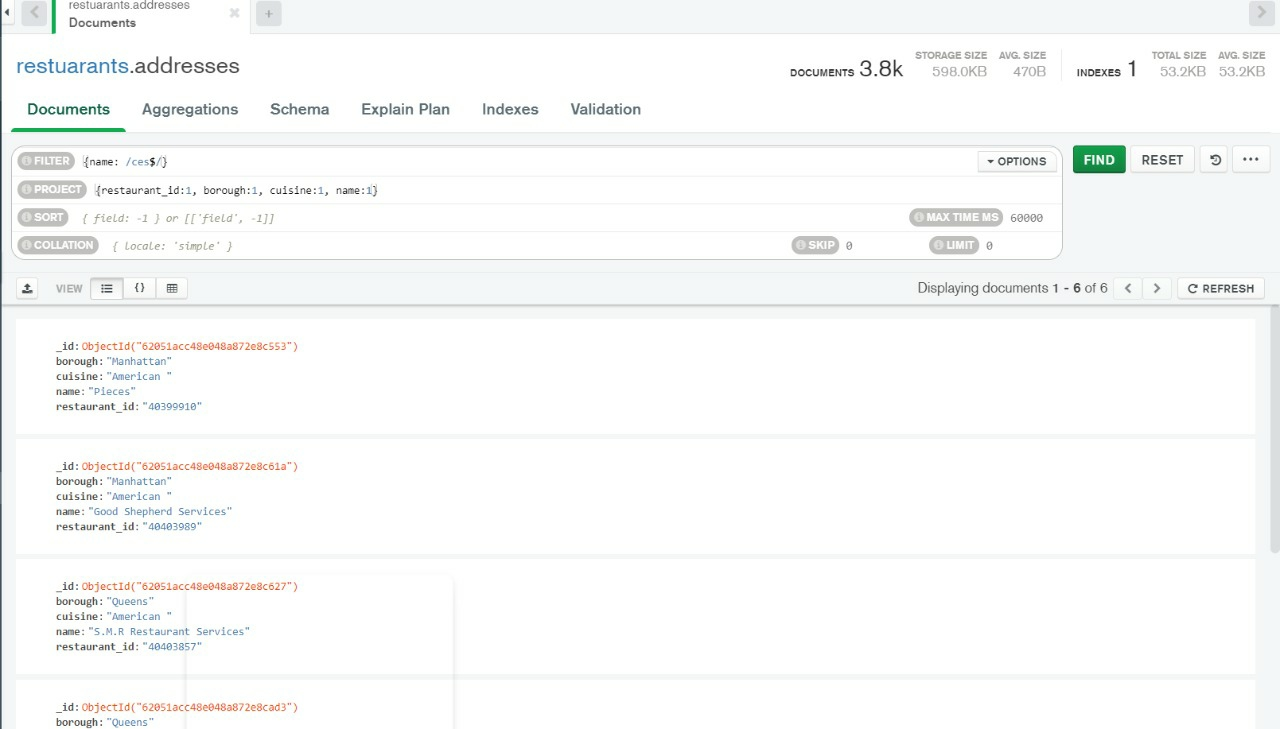 restuarants.addresses
Documents
restuarants.addresses
DOCUMENTS 3.8k
STORAGE SIZE
598.0KB
AVG. SIZE
470B
INDEXES 1
TOTAL SIZE
53.2KB
AVG. SIZE
53.2KB
Documents
Aggregations
Schema
Explain Plan
Indexes
Validation
FILTER {name: /ces$/}
OPTIONS
FIND
RESET
PROJECT {restaurant_id:1, borough:1, cuisine:1, name:1}
SORT { field: -1 } or [['field', -1]]
MAX TIME MS 60000
COLLATION { locale: 'simple' }
SKIP 0
LIMIT 0
VIEW
{}
Displaying documents 1 - 6 of 6
REFRESH
_id: ObjectId("62051acc48e048a872e8c553")
borough: "Manhattan"
cuisine: "American "
name: "Pieces"
restaurant_id: "40399910"
_id: ObjectId("62051acc48e048a872e8c61a")
borough: "Manhattan"
cuisine: "American "
name: "Good Shepherd Services"
restaurant_id: "40403989"
_id: ObjectId("62051acc48e048a872e8c627")
borough: "Queens"
cuisine: "American "
name: "S.M.R Restaurant Services"
restaurant_id: "40403857"
_id: ObjectId("62051acc48e048a872e8cad3")
borough: "Queens"